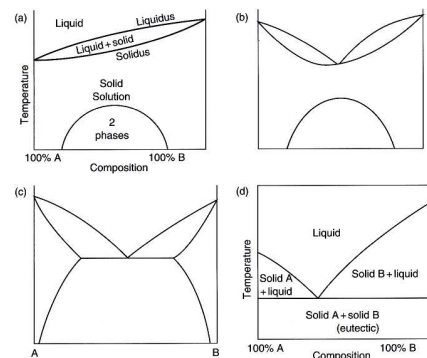 (a)
Liquid
Liquidus
Liquid + solid
Solidus
Solid
Solution
2
phases
Temperature
100% A
100% B
Composition
(b)
(c)
A
B
(d)
Temperature
Liquid
Solid A
+ liquid
Solid B + liquid
Solid A + solid B
(eutectic)
100% A
100% B
Composition